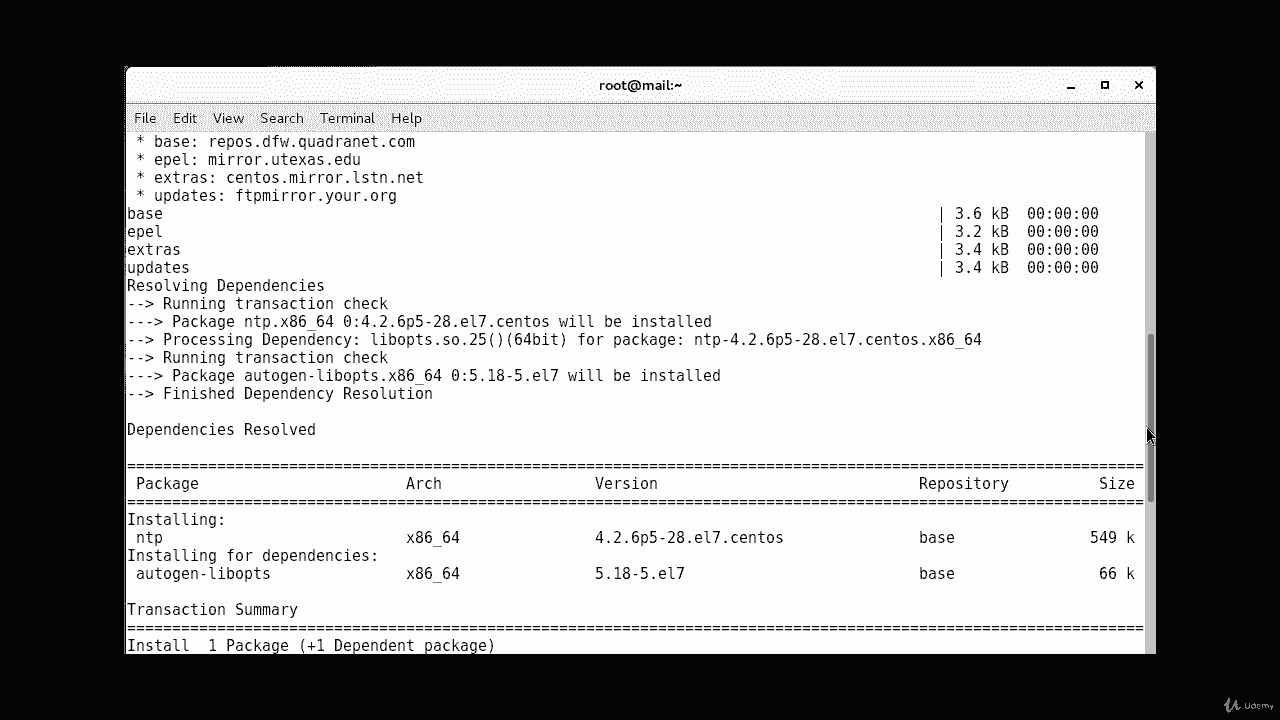 root@mail:~
File Edit View Search Terminal Help
* base: repos.dfw.quadranet.com
* epel: mirror.utexas.edu
* extras: centos.mirror.lstn.net
* updates: ftpmirror.your.org
base | 3.6 kB 00:00:00
epel | 3.2 kB 00:00:00
extras | 3.4 kB 00:00:00
updates | 3.4 kB 00:00:00
Resolving Dependencies
--> Running transaction check
---> Package ntp.x86_64 0:4.2.6p5-28.el7.centos will be installed
--> Processing Dependency: libopts.so.25()(64bit) for package: ntp-4.2.6p5-28.el7.centos.x86_64
--> Running transaction check
---> Package autogen-libopts.x86_64 0:5.18-5.el7 will be installed
--> Finished Dependency Resolution
Dependencies Resolved
================================================================================
Package Arch Version Repository Size
================================================================================
Installing:
ntp x86_64 4.2.6p5-28.el7.centos base 549 k
Installing for dependencies:
autogen-libopts x86_64 5.18-5.el7 base 66 k
Transaction Summary
================================================================================
Install 1 Package (+1 Dependent package)
Udemy